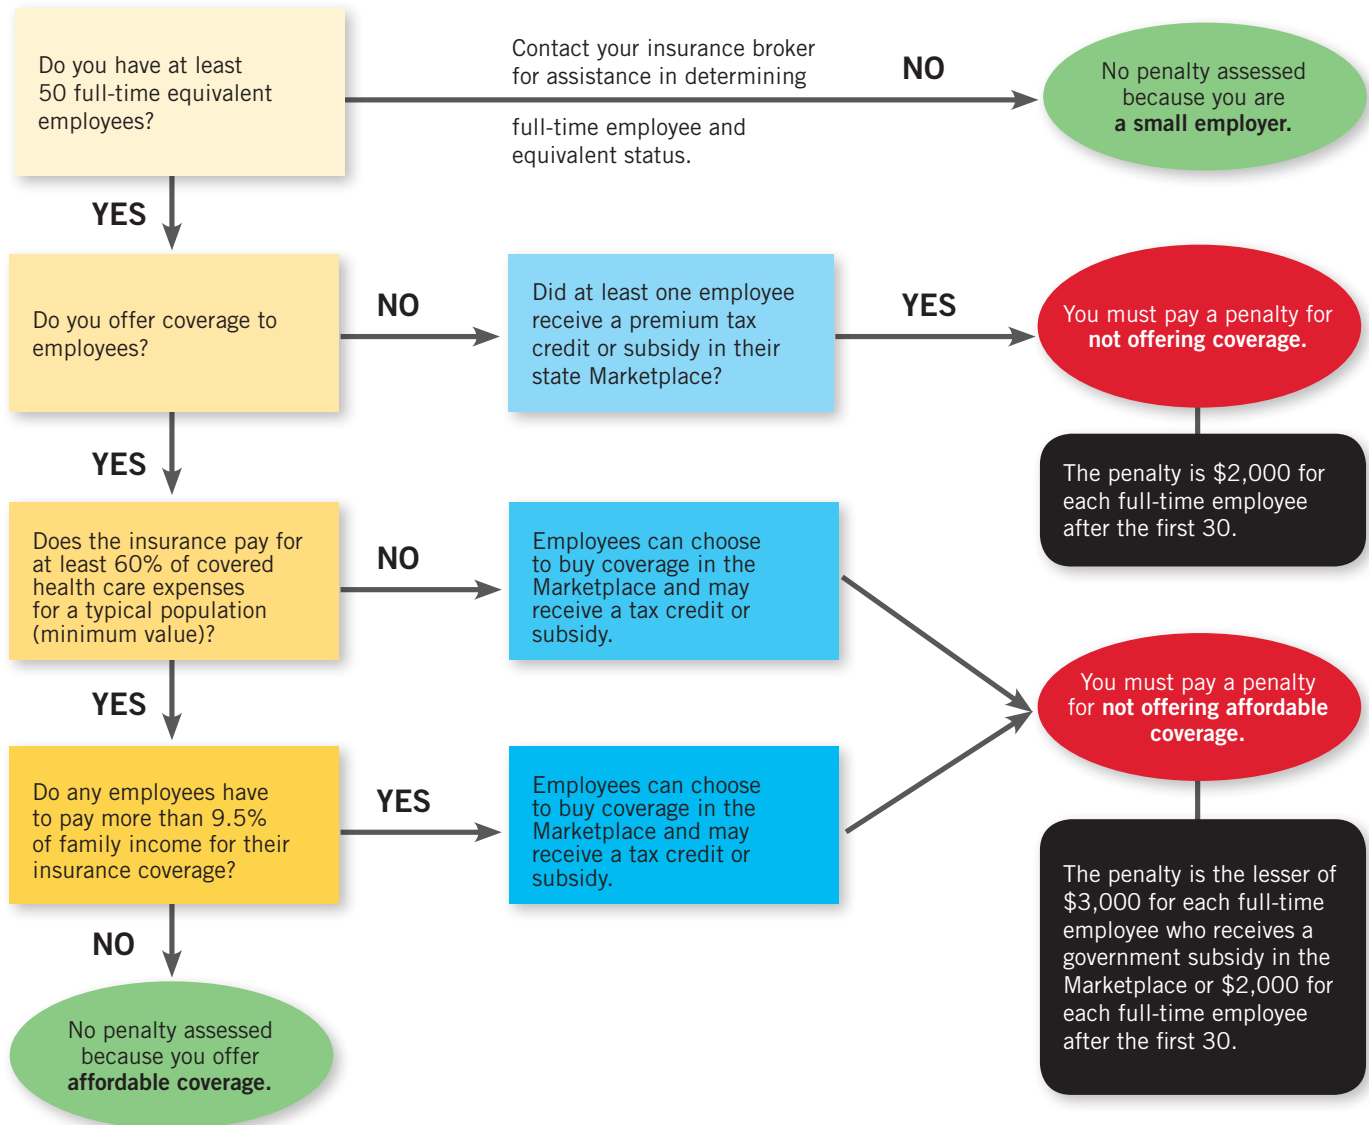 Do you have at least
50 full-time equivalent
employees?
Contact your insurance broker
for assistance in determining
full-time employee and
equivalent status.
NO
No penalty assessed
because you are
a small employer.
YES
Do you offer coverage to
employees?
NO
Did at least one employee
receive a premium tax
credit or subsidy in their
state Marketplace?
YES
You must pay a penalty for
not offering coverage.
The penalty is $2,000 for
each full-time employee
after the first 30.
YES
Does the insurance pay for
at least 60% of covered
health care expenses
for a typical population
(minimum value)?
NO
Employees can choose
to buy coverage in the
Marketplace and may
receive a tax credit or
subsidy.
You must pay a penalty
for not offering affordable
coverage.
YES
Do any employees have
to pay more than 9.5%
of family income for their
insurance coverage?
YES
Employees can choose
to buy coverage in the
Marketplace and may
receive a tax credit or
subsidy.
The penalty is the lesser of
$3,000 for each full-time
employee who receives a
government subsidy in the
Marketplace or $2,000 for
each full-time employee
after the first 30.
NO
No penalty assessed
because you offer
affordable coverage.